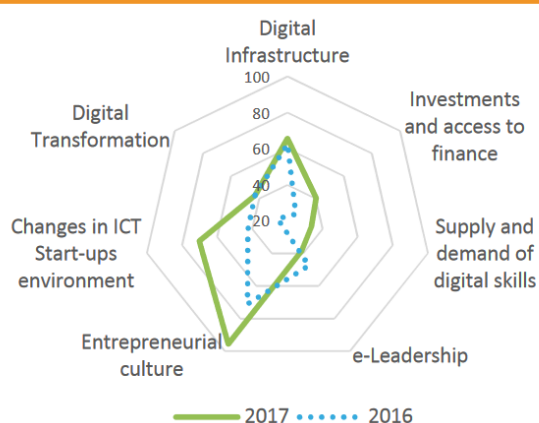 Digital
Infrastructure
100
80
60
40
20
Investments
and access to
finance
Supply and
demand of
digital skills
e-Leadership
Entrepreneurial
culture
Changes in ICT
Start-ups
environment
Digital
Transformation
2017
2016